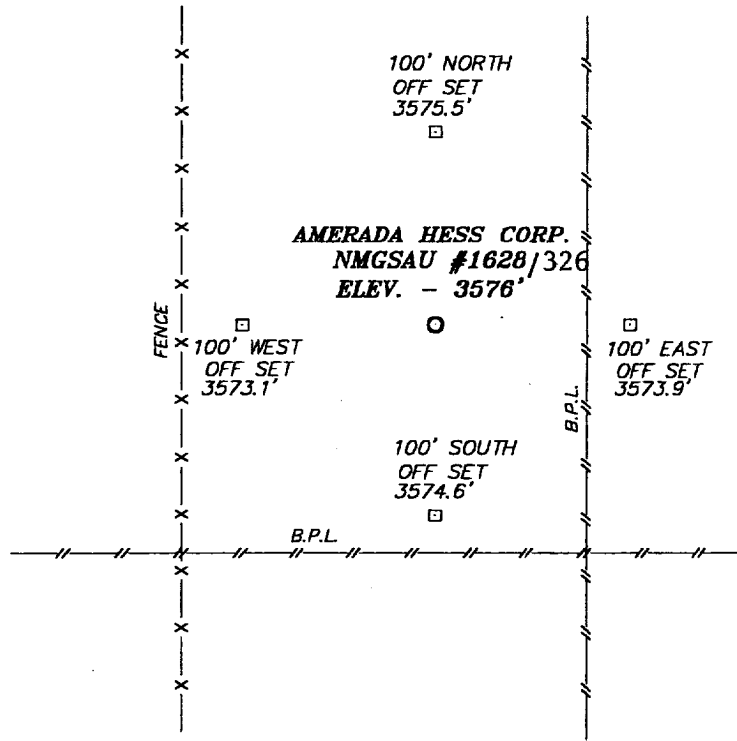 100' NORTH
OFF SET
3575.5'
AMERADA HESS CORP.
NMGSAU #1628/326
ELEV. - 3576'
FENCE
100' WEST
OFF SET
3573.1'
100' EAST
OFF SET
3573.9'
B.P.L.
100' SOUTH
OFF SET
3574.6'
B.P.L.